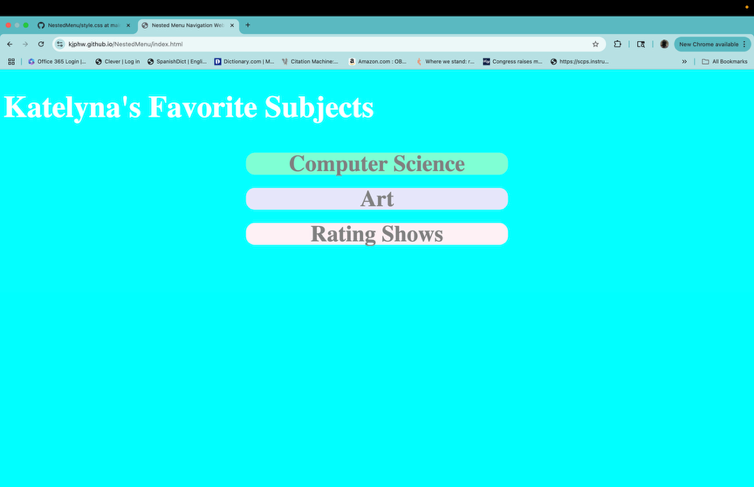 NestedMenu/style.css at mai
Nested Menu Navigation Web
kjphw.github.io/NestedMenu/index.html
New Chrome available
Office 365 Login |...
Clever | Log in
SpanishDict | Engli...
Dictionary.com | M...
Citation Machine:...
Amazon.com : OB...
Where we stand: r...
Congress raises m...
https://scps.instru...
All Bookmarks
Katelyna's Favorite Subjects
Computer Science
Art
Rating Shows